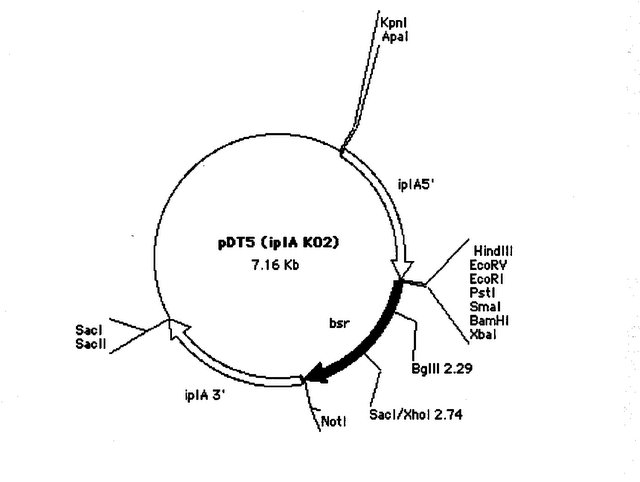 KpnI
ApaI
iplA5'
pDT5 (iplA KO2)
7.16 Kb
HindIII
EcoRV
EcoRI
PstI
SmaI
BamHI
XbaI
bsr
SacI
SacII
BglII 2.29
iplA 3'
SacI/XhoI 2.74
NotI